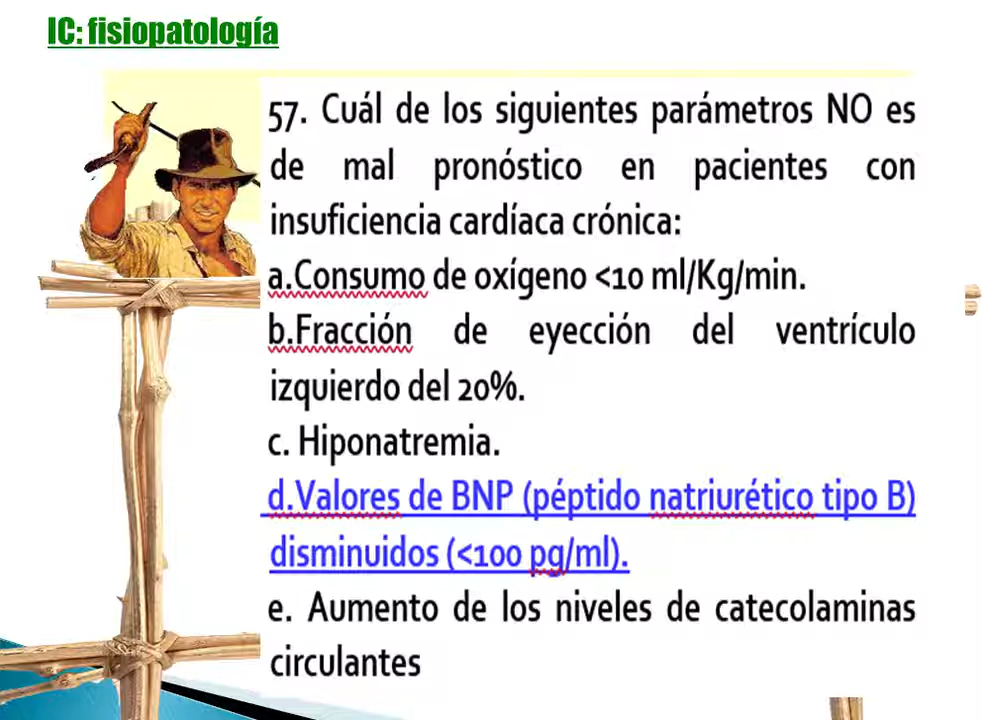 IC: fisiopatología
57. Cuál de los siguientes parámetros NO es
de mal pronóstico en pacientes con
insuficiencia cardíaca crónica:
a.Consumo de oxígeno <10 ml/Kg/min.
b.Fracción de eyección del ventrículo
izquierdo del 20%.
c. Hiponatremia.
d.Valores de BNP (péptido natriurético tipo B)
disminuidos (<100 pg/ml).
e. Aumento de los niveles de catecolaminas
circulantes